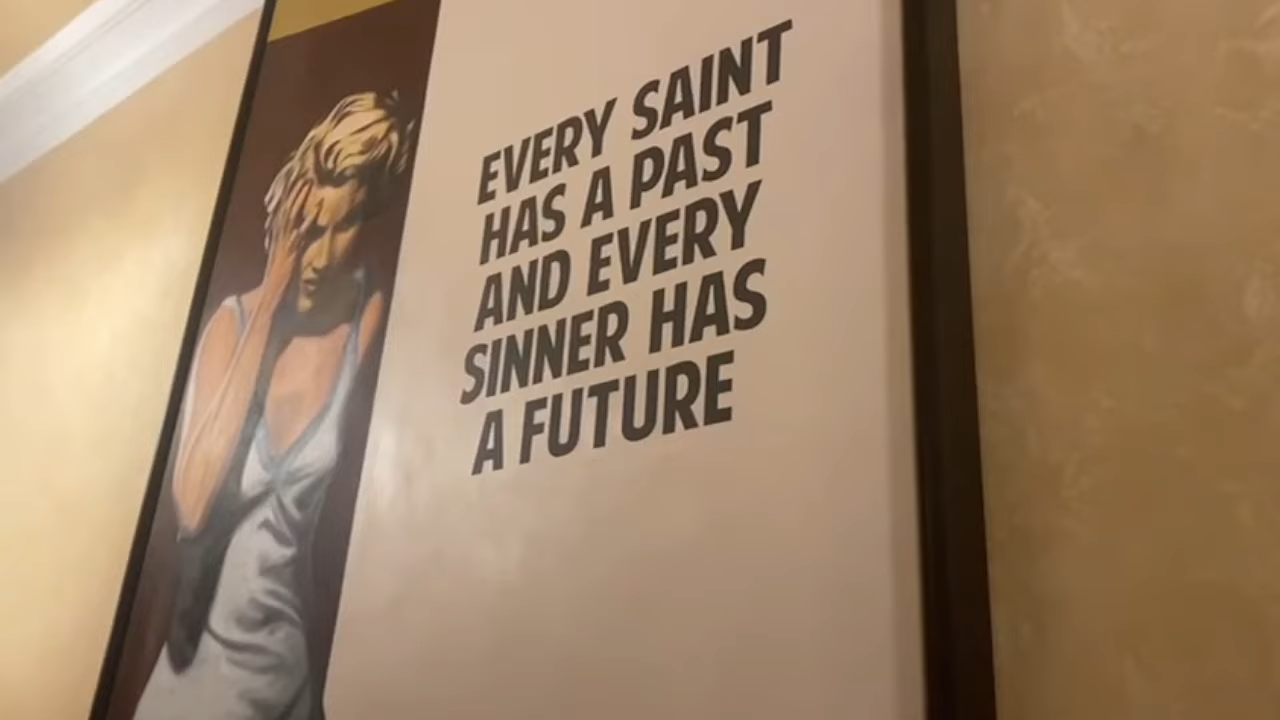 EVERY SAINT
HAS A PAST
AND EVERY
SINNER HAS
A FUTURE